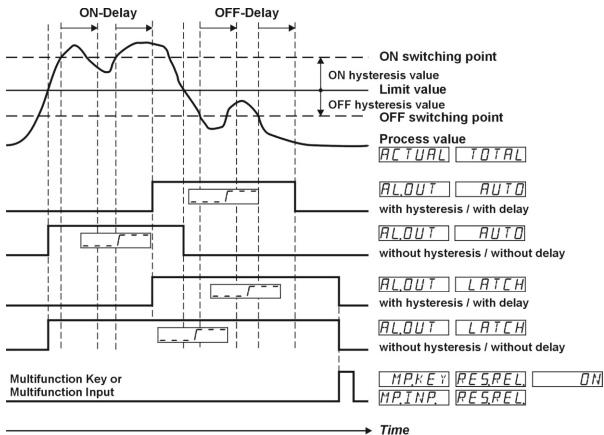 ON-Delay OFF-Delay
ON switching point
ON hysteresis value
Limit value
OFF hysteresis value
OFF switching point
Process value
ACTUAL TOTAL
AL.OUT AUTO
with hysteresis / with delay
AL.OUT AUTO
without hysteresis / without delay
AL.OUT LATCH
with hysteresis / with delay
AL.OUT LATCH
without hysteresis / without delay
Multifunction Key or
Multifunction Input
MP.KEY RES.REL. ON
MP.INP. RES.REL.
Time